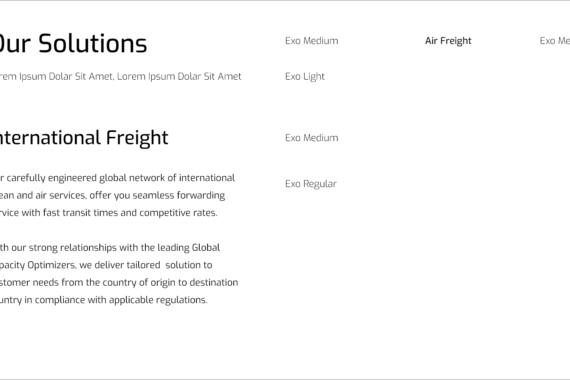 Our Solutions
Exo Medium
Air Freight
Exo Me
rem Ipsum Dolar Sit Amet, Lorem Ipsum Dolar Sit Amet
Exo Light
nternational Freight
Exo Medium
r carefully engineered global network of international
Exo Regular
ean and air services, offer you seamless forwarding
rvice with fast transit times and competitive rates.
th our strong relationships with the leading Global
pacity Optimizers, we deliver tailored solution to
stomer needs from the country of origin to destination
untry in compliance with applicable regulations.